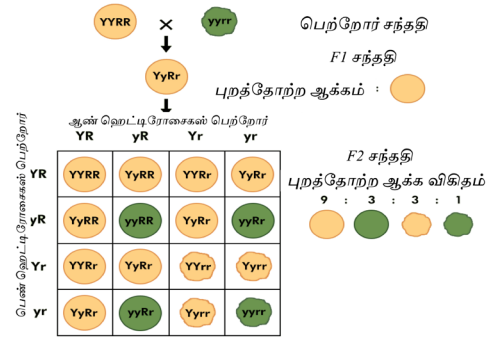 YYRR × yyrr பெற்றோர் சந்ததி
YyRr
F1 சந்ததி
புறத்தோற்ற ஆக்கம் :
ஆண் ஹெட்டிரோசைகஸ் பெற்றோர்
YR yR Yr yr
பெண் ஹெட்டிரோசைகஸ் பெற்றோர்
YR YYRR YyRR YYRr YyRr
yR YyRR yyRR YyRr yyRr
Yr YYRr YyRr YYrr Yyrr
yr YyRr yyRr Yyrr yyrr
F2 சந்ததி
புறத்தோற்ற ஆக்க விகிதம்
9 : 3 : 3 : 1